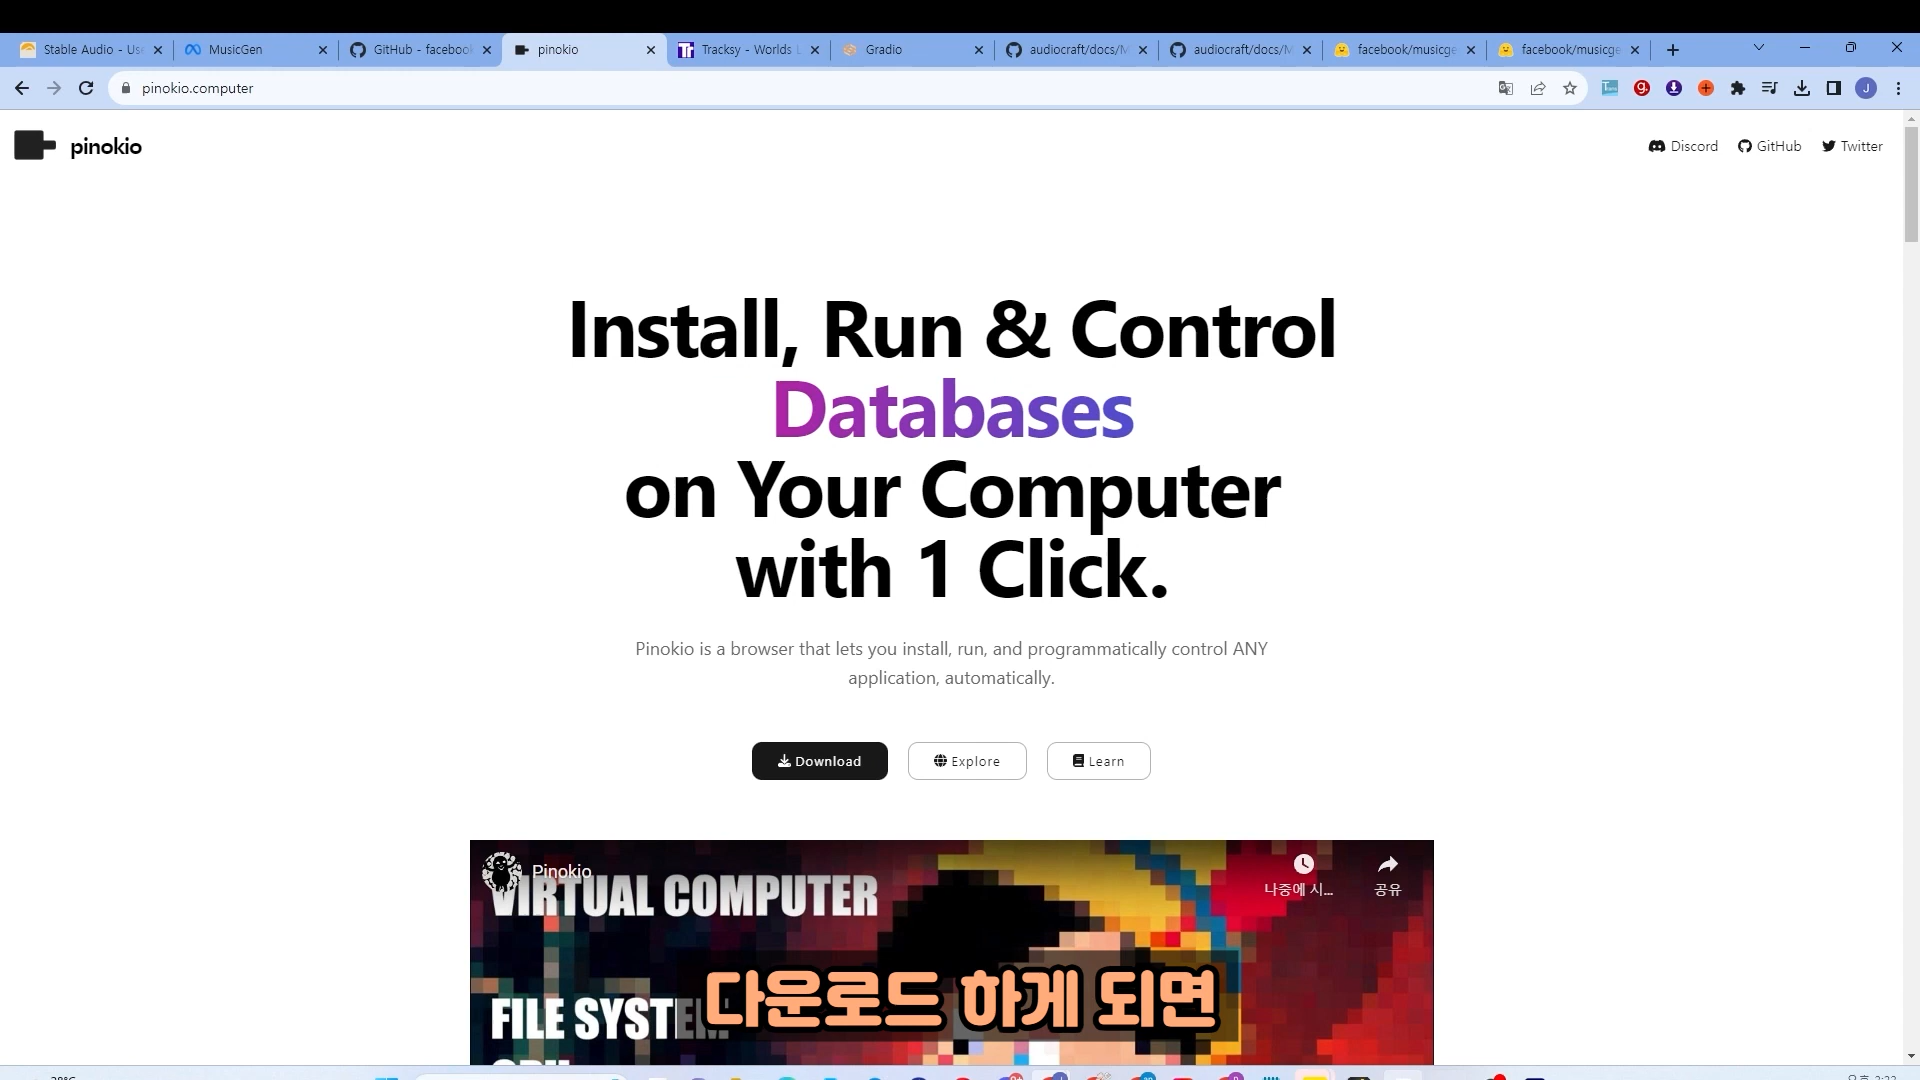 Stable Audio - Us
MusicGen
GitHub - faceboo
pinokio
Tracksy - Worlds
Gradio
audiocraft/docs/M
audiocraft/docs/M
facebook/musicge
facebook/musicge
pinokio.computer
J
pinokio
Discord
GitHub
Twitter
Install, Run & Control
Databases
on Your Computer
with 1 Click.
Pinokio is a browser that lets you install, run, and programmatically control ANY
application, automatically.
Download
Explore
Learn
Pinokio
나중에 시...
공유
VIRTUAL COMPUTER
다운로드 하게 되면
FILE SYSTEM